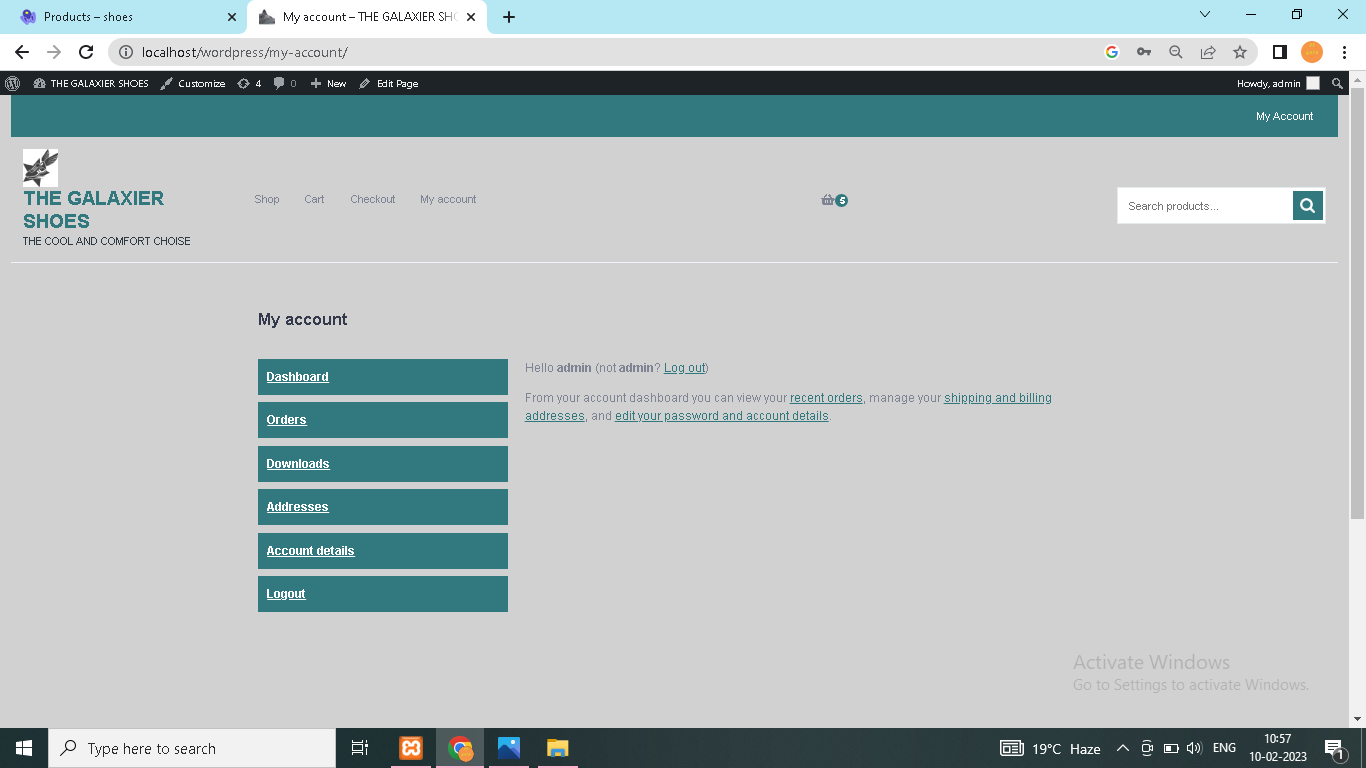 Products – shoes
My account – THE GALAXIER SHO
localhost/wordpress/my-account/
THE GALAXIER SHOES Customize 4 0 New Edit Page Howdy, admin
My Account
THE GALAXIER
SHOES
THE COOL AND COMFORT CHOISE
Shop Cart Checkout My account 5 Search products...
My account
Dashboard
Orders
Downloads
Addresses
Account details
Logout
Hello admin (not admin? Log out)
From your account dashboard you can view your recent orders, manage your shipping and billing
addresses, and edit your password and account details.
Activate Windows
Go to Settings to activate Windows.
Type here to search
19°C Haze ENG 10:57
10-02-2023
1